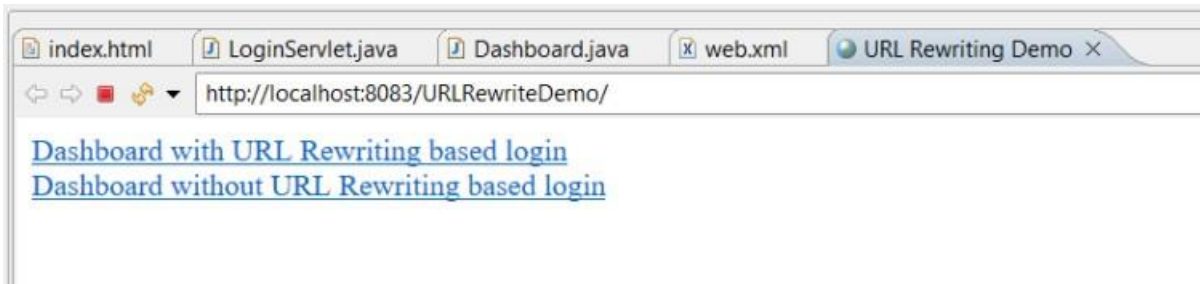 index.html LoginServlet.java Dashboard.java web.xml URL Rewriting Demo
http://localhost:8083/URLRewriteDemo/
Dashboard with URL Rewriting based login
Dashboard without URL Rewriting based login